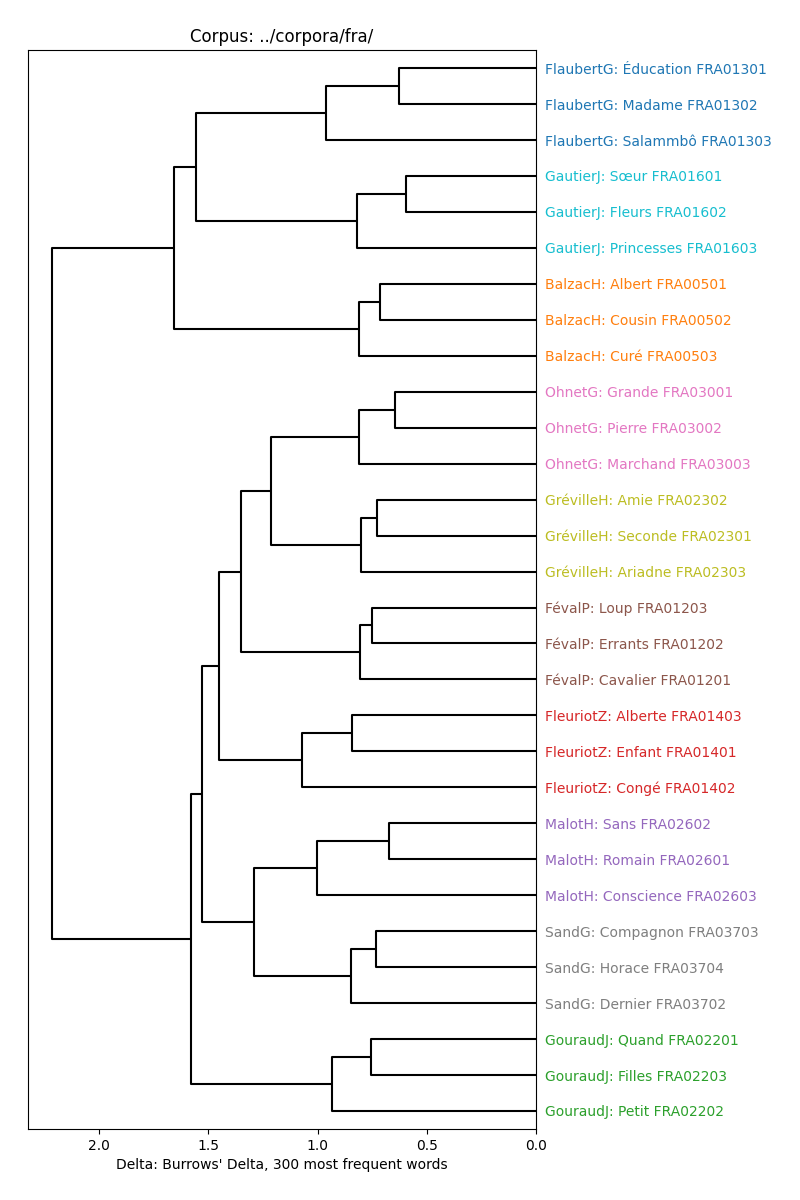 Corpus: ../corpora/fra/
FlaubertG: Éducation FRA01301
FlaubertG: Madame FRA01302
FlaubertG: Salammbô FRA01303
GautierJ: Sœur FRA01601
GautierJ: Fleurs FRA01602
GautierJ: Princesses FRA01603
BalzacH: Albert FRA00501
BalzacH: Cousin FRA00502
BalzacH: Curé FRA00503
OhnetG: Grande FRA03001
OhnetG: Pierre FRA03002
OhnetG: Marchand FRA03003
GrévilleH: Amie FRA02302
GrévilleH: Seconde FRA02301
GrévilleH: Ariadne FRA02303
FévalP: Loup FRA01203
FévalP: Errants FRA01202
FévalP: Cavalier FRA01201
FleuriotZ: Alberte FRA01403
FleuriotZ: Enfant FRA01401
FleuriotZ: Congé FRA01402
MalotH: Sans FRA02602
MalotH: Romain FRA02601
MalotH: Conscience FRA02603
SandG: Compagnon FRA03703
SandG: Horace FRA03704
SandG: Dernier FRA03702
GouraudJ: Quand FRA02201
GouraudJ: Filles FRA02203
GouraudJ: Petit FRA02202
2.0 1.5 1.0 0.5 0.0
Delta: Burrows' Delta, 300 most frequent words